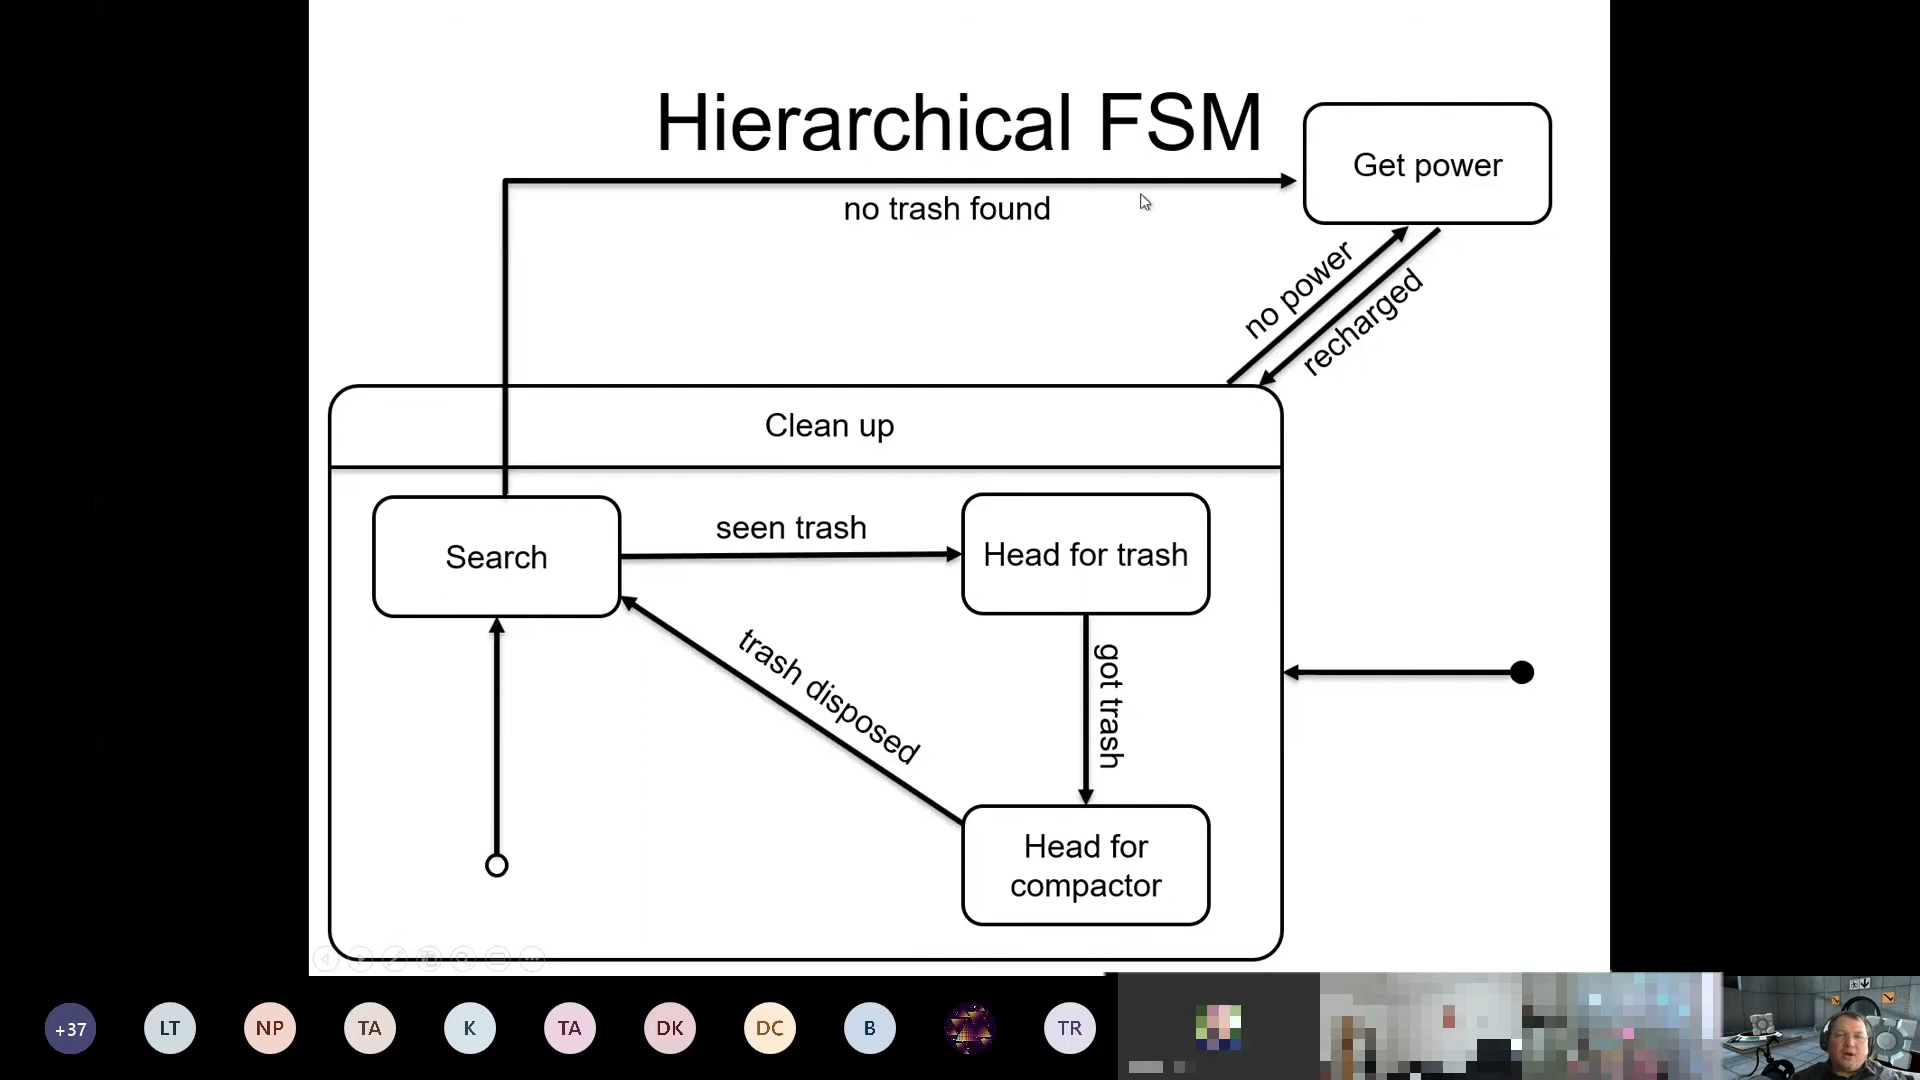 Hierarchical FSM
Get power
no trash found
no power
recharged
Clean up
Search
seen trash
Head for trash
trash disposed
got trash
Head for
compactor
+37
LT
NP
TA
K
TA
DK
DC
B
TR